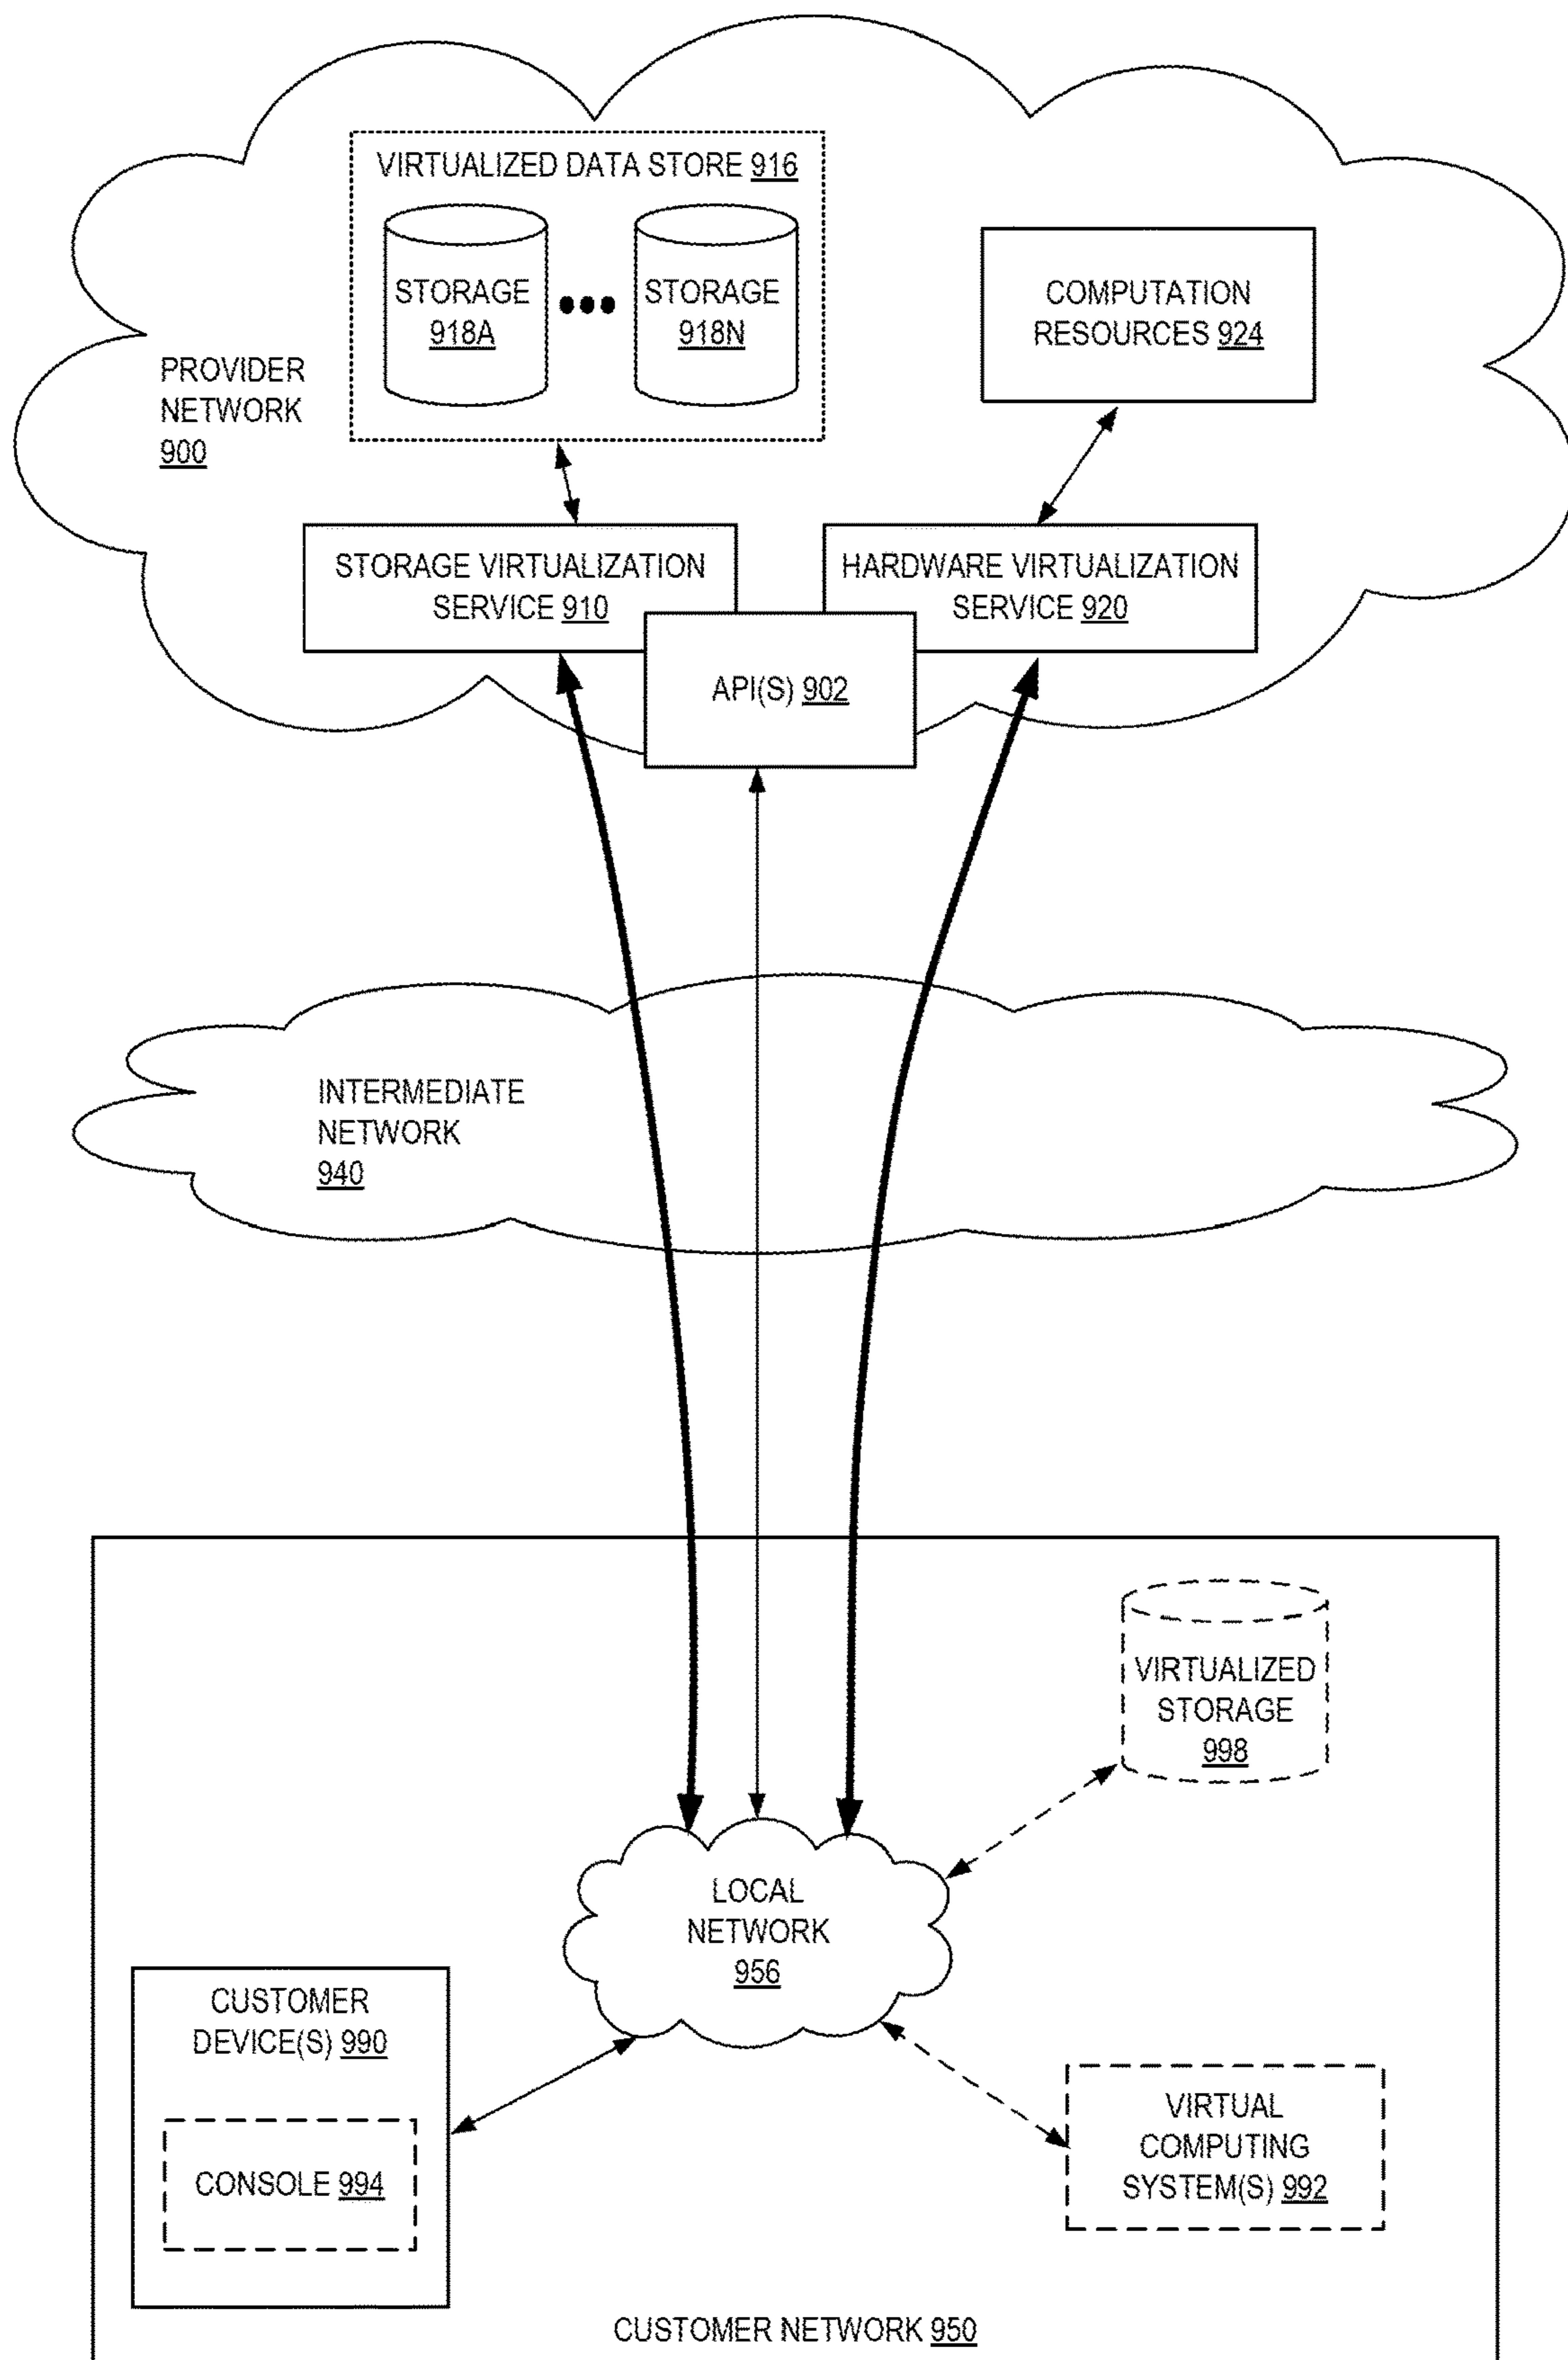 VIRTUALIZED DATA STORE 916
STORAGE
918A
STORAGE
918N
COMPUTATION
RESOURCES 924
PROVIDER
NETWORK
900
STORAGE VIRTUALIZATION
SERVICE 910
HARDWARE VIRTUALIZATION
SERVICE 920
API(S) 902
INTERMEDIATE
NETWORK
940
VIRTUALIZED
STORAGE
998
LOCAL
NETWORK
956
CUSTOMER
DEVICE(S) 990
CONSOLE 994
VIRTUAL
COMPUTING
SYSTEM(S) 992
CUSTOMER NETWORK 950